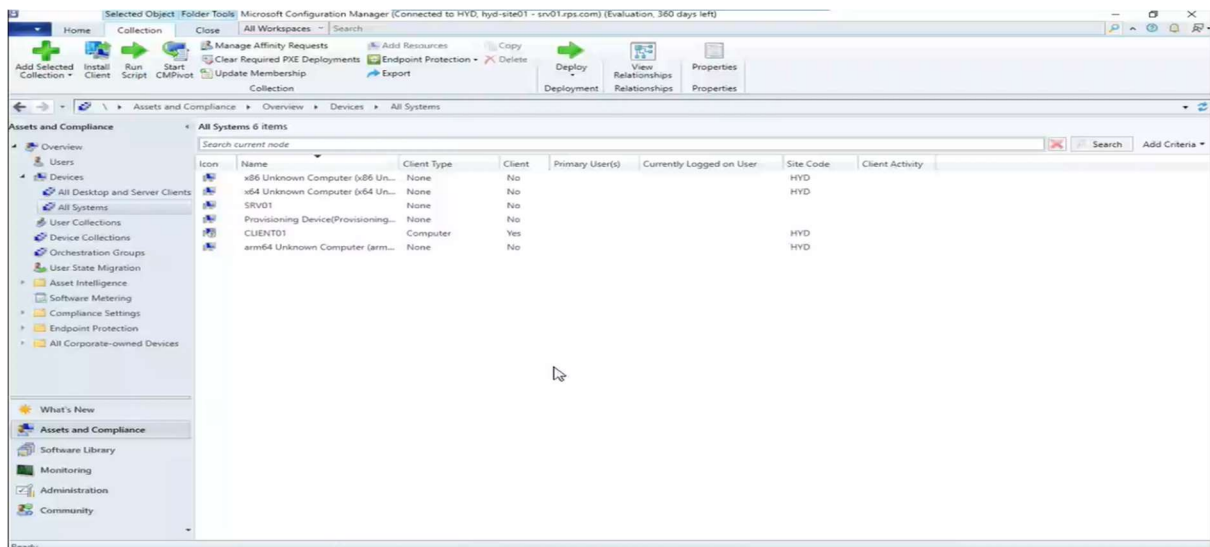 Selected Object Folder Tools Microsoft Configuration Manager (Connected to HYD, hyd-site01 - srv01.rps.com) (Evaluation, 360 days left)
Home Collection Close All Workspaces Search
Add Selected Collection Install Client Run Script Start CMPivot Manage Affinity Requests Clear Required PXE Deployments Update Membership Add Resources Endpoint Protection Export Copy Delete Deploy View Relationships Properties
Collection Deployment Relationships Properties
\ Assets and Compliance Overview Devices All Systems
Assets and Compliance
Overview
Users
Devices
All Desktop and Server Clients
All Systems
User Collections
Device Collections
Orchestration Groups
User State Migration
Asset Intelligence
Software Metering
Compliance Settings
Endpoint Protection
All Corporate-owned Devices
What's New
Assets and Compliance
Software Library
Monitoring
Administration
Community
All Systems 6 items
Search current node Search Add Criteria
Icon Name Client Type Client Primary User(s) Currently Logged on User Site Code Client Activity
x86 Unknown Computer (x86 Un... None No HYD
x64 Unknown Computer (x64 Un... None No HYD
SRV01 None No
Provisioning Device(Provisioning... None No
CLIENT01 Computer Yes HYD
arm64 Unknown Computer (arm... None No HYD